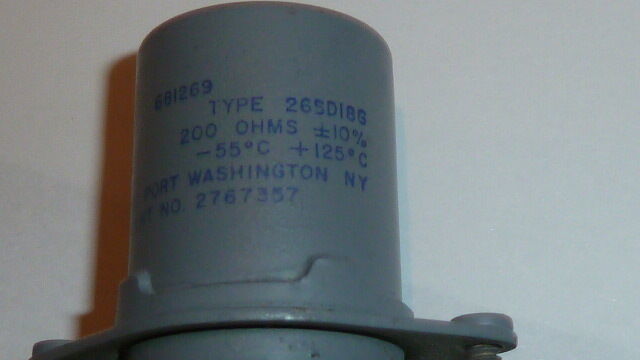 681269
TYPE 26SD18G
200 OHMS ±10%
-55°C +125°C
PORT WASHINGTON NY
NO. 2767357